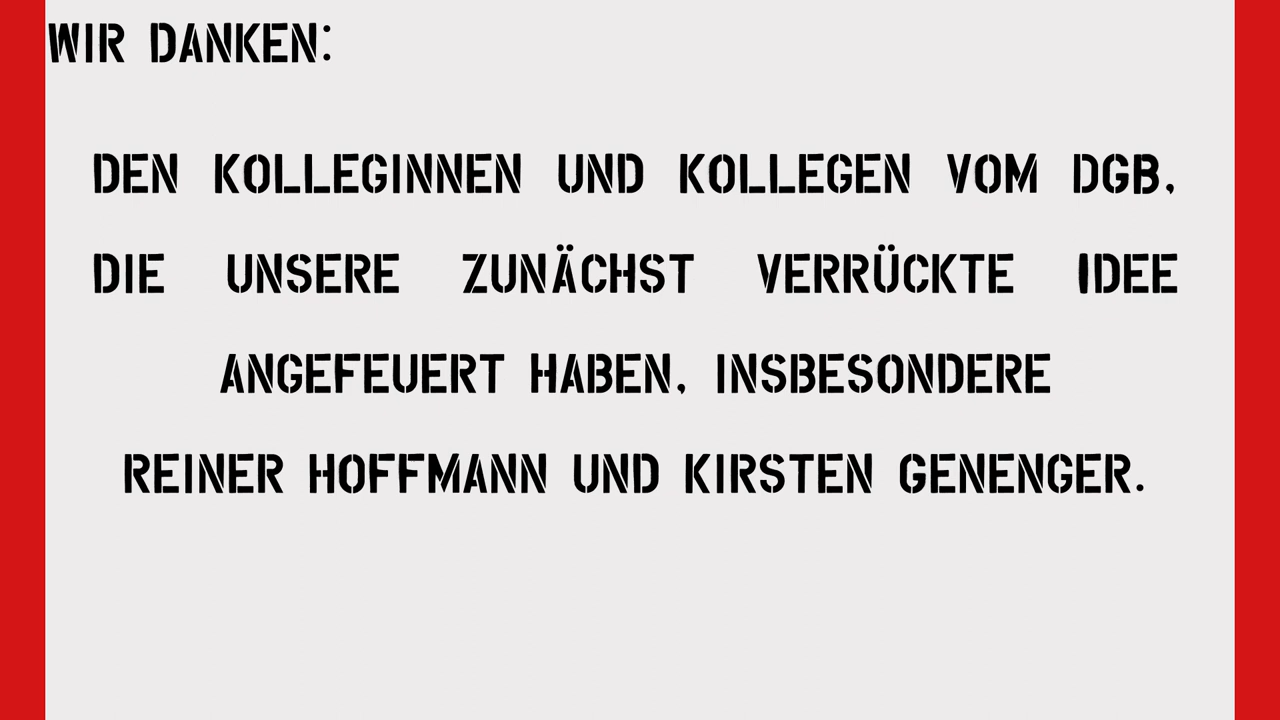 WIR DANKEN:
DEN KOLLEGINNEN UND KOLLEGEN VOM DGB,
DIE UNSERE ZUNÄCHST VERRÜCKTE IDEE
ANGEFEUERT HABEN, INSBESONDERE
REINER HOFFMANN UND KIRSTEN GENENGER.